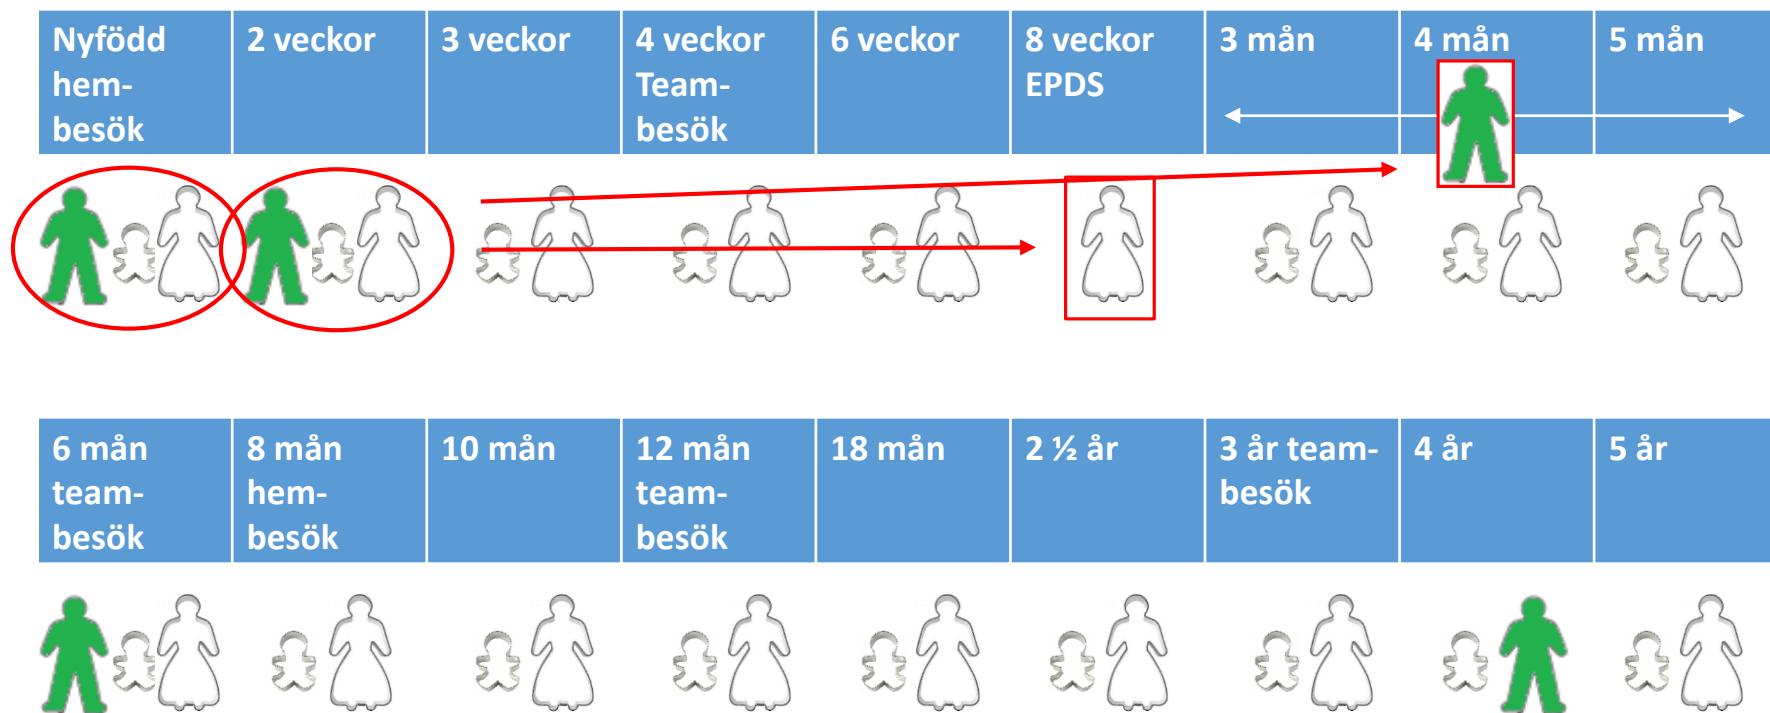 Nyfödd
hem-
besök
2 veckor
3 veckor
4 veckor
Team-
besök
6 veckor
8 veckor
EPDS
3 mån
4 mån
5 mån
6 mån
team-
besök
8 mån
hem-
besök
10 mån
12 mån
team-
besök
18 mån
2 ½ år
3 år team-
besök
4 år
5 år